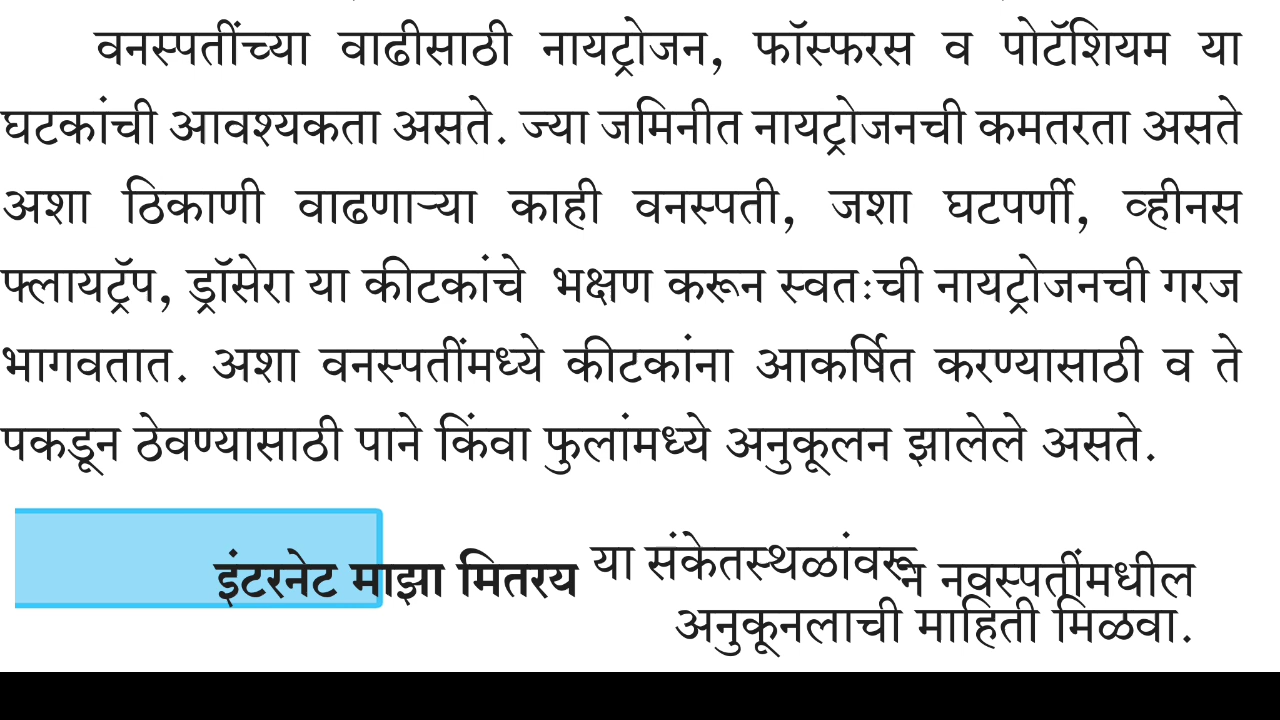 वनस्पतींच्या वाढीसाठी नायट्रोजन, फॉस्फरस व पोटॅशियम या
घटकांची आवश्यकता असते. ज्या जमिनीत नायट्रोजनची कमतरता असते
अशा ठिकाणी वाढणाऱ्या काही वनस्पती, जशा घटपर्णी, व्हीनस
फ्लायट्रॅप, ड्रॉसेरा या कीटकांचे भक्षण करून स्वतःची नायट्रोजनची गरज
भागवतात. अशा वनस्पतींमध्ये कीटकांना आकर्षित करण्यासाठी व ते
पकडून ठेवण्यासाठी पाने किंवा फुलांमध्ये अनुकूलन झालेले असते.
इंटरनेट माझा मितरय या संकेतस्थळांवरून नवस्पतींमधील
अनुकूनलाची माहिती मिळवा.